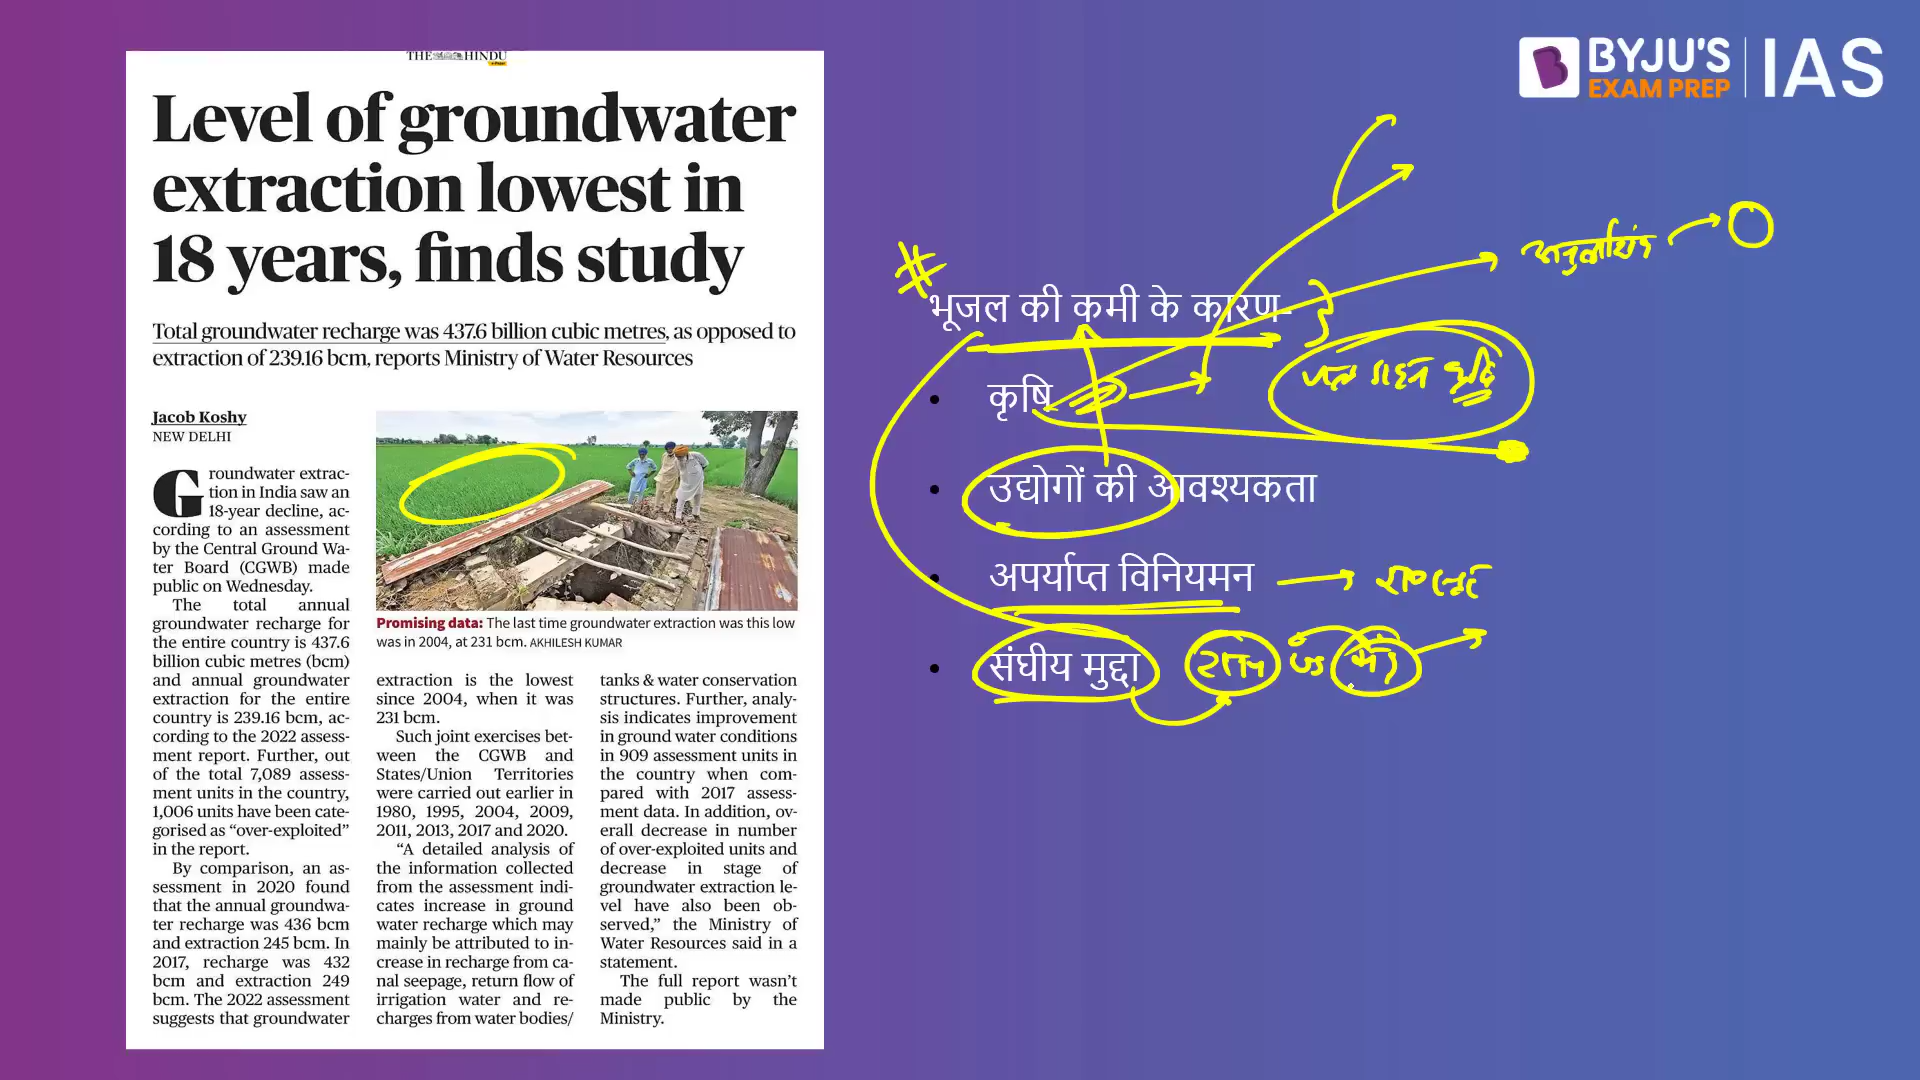 THE HINDU
Level of groundwater
extraction lowest in
18 years, finds study
Total groundwater recharge was 437.6 billion cubic metres, as opposed to
extraction of 239.16 bcm, reports Ministry of Water Resources
Jacob Koshy
NEW DELHI
Groundwater extrac-
tion in India saw an
18-year decline, ac-
cording to an assessment
by the Central Ground Wa-
ter Board (CGWB) made
public on Wednesday.
The total annual
groundwater recharge for
the entire country is 437.6
billion cubic metres (bcm)
and annual groundwater
extraction for the entire
country is 239.16 bcm, ac-
cording to the 2022 assess-
ment report. Further, out
of the total 7,089 assess-
ment units in the country,
1,006 units have been cate-
gorised as “over-exploited”
in the report.
By comparison, an as-
sessment in 2020 found
that the annual groundwa-
ter recharge was 436 bcm
and extraction 245 bcm. In
2017, recharge was 432
bcm and extraction 249
bcm. The 2022 assessment
suggests that groundwater
Promising data: The last time groundwater extraction was this low
was in 2004, at 231 bcm. AKHILESH KUMAR
extraction is the lowest
since 2004, when it was
231 bcm.
Such joint exercises bet-
ween the CGWB and
States/Union Territories
were carried out earlier in
1980, 1995, 2004, 2009,
2011, 2013, 2017 and 2020.
“A detailed analysis of
the information collected
from the assessment indi-
cates increase in ground
water recharge which may
mainly be attributed to in-
crease in recharge from ca-
nal seepage, return flow of
irrigation water and re-
charges from water bodies/
tanks & water conservation
structures. Further, analy-
sis indicates improvement
in ground water conditions
in 909 assessment units in
the country when com-
pared with 2017 assess-
ment data. In addition, ov-
erall decrease in number
of over-exploited units and
decrease in stage of
groundwater extraction le-
vel have also been ob-
served,” the Ministry of
Water Resources said in a
statement.
The full report wasn’t
made public by the
Ministry.
BYJU'S
EXAM PREP
IAS
भूजल की कमी के कारण-
जल गहन कृषि
• कृषि
• उद्योगों की आवश्यकता
• अपर्याप्त विनियमन
• संघीय मुद्दा राज्य